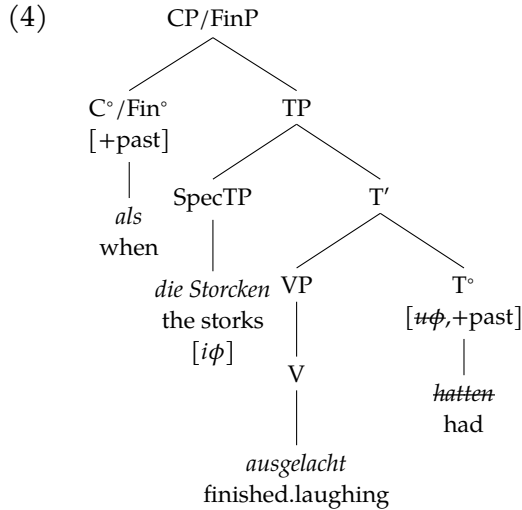 (4)
CP/FinP
C°/Fin° TP
[+past]
als
when
SpecTP T′
die Storcken
the storks
[iϕ]
VP T°
[uϕ,+past]
V
hatten
had
ausgelacht
finished.laughing